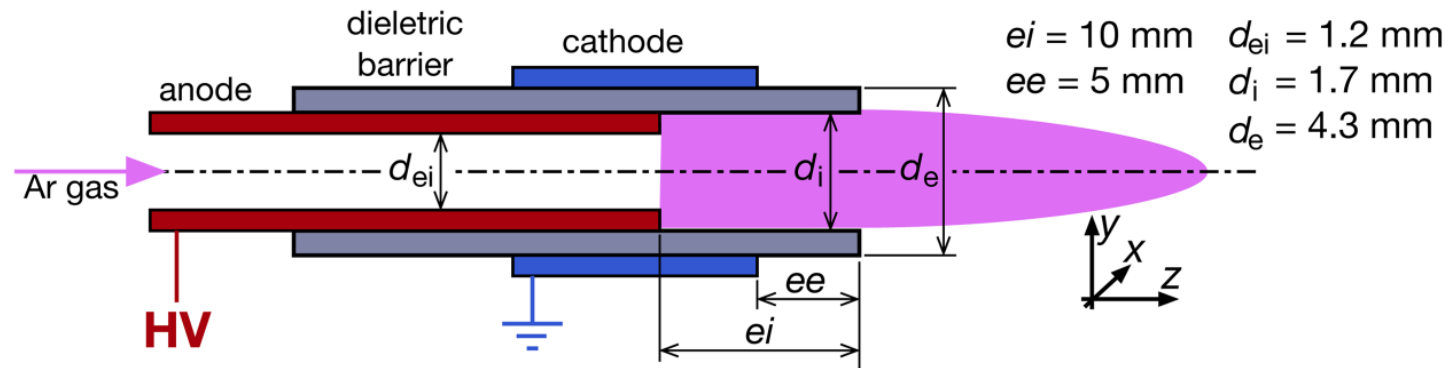 dieletric
barrier
cathode
anode
ei = 10 mm dei = 1.2 mm
ee = 5 mm di = 1.7 mm
de = 4.3 mm
Ar gas
dei
di
de
HV
ee
ei
y
x
z